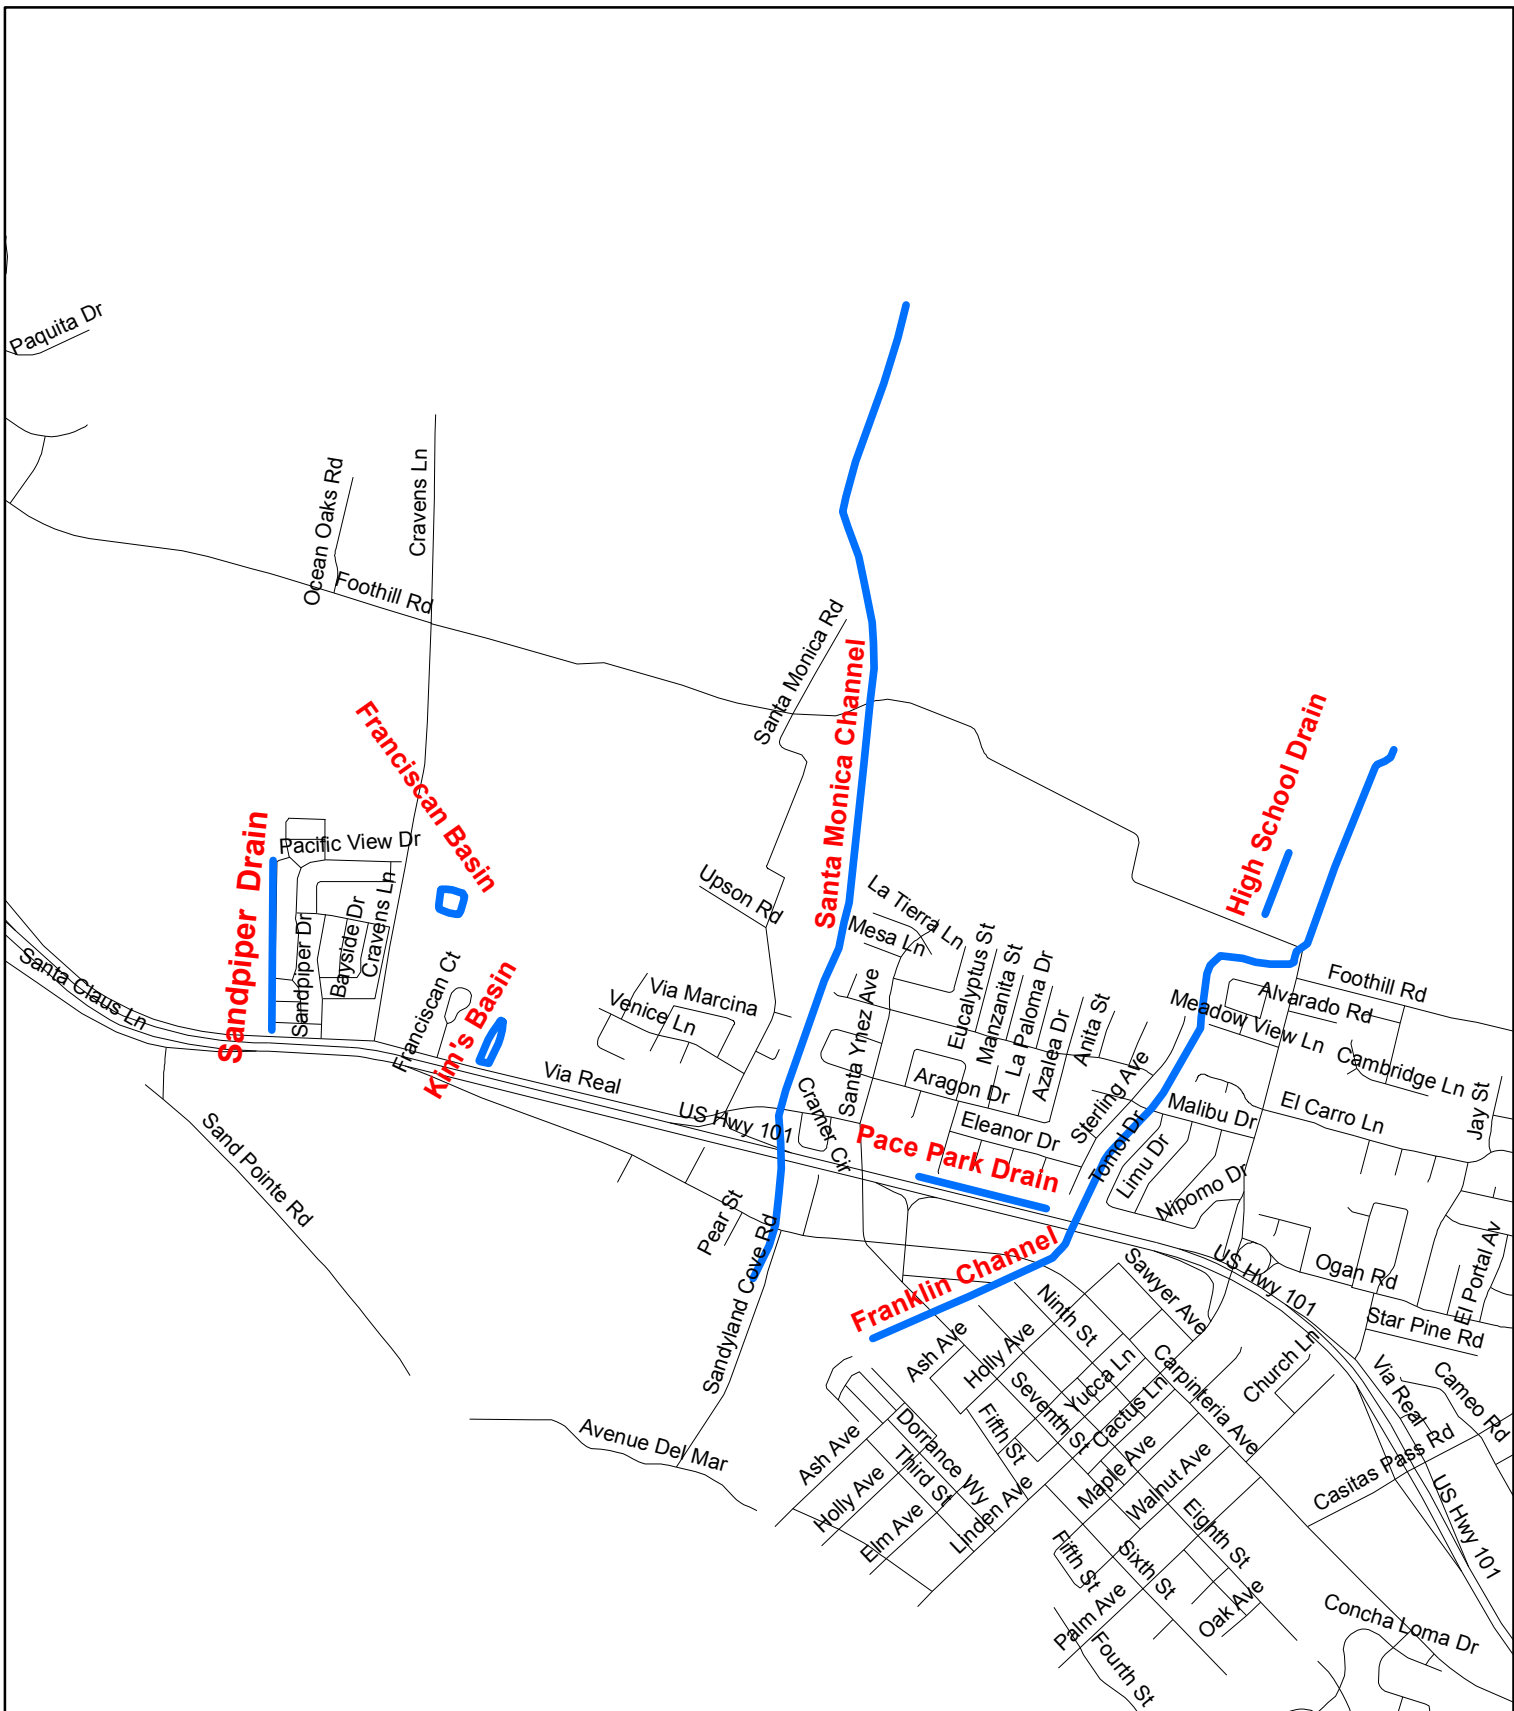 Paquita Dr
Ocean Oaks Rd
Cravens Ln
Foothill Rd
Santa Monica Rd
Santa Monica Channel
Franciscan Basin
High School Drain
Sandpiper Drain
Pacific View Dr
Sandpiper Dr
Bayside Dr
Cravens Ln
Franciscan Ct
Kim's Basin
Santa Claus Ln
Upson Rd
La Tierra Ln
Mesa Ln
Via Marcina
Venice Ln
Santa Ynez Ave
Eucalyptus St
Manzanita St
La Paloma Dr
Azalea Dr
Anita St
Foothill Rd
Alvarado Rd
Meadow View Ln
Cambridge Ln
Via Real
US Hwy 101
Cramer Cir
Aragon Dr
Eleanor Dr
Sterling Ave
Malibu Dr
El Carro Ln
Jay St
Pace Park Drain
Tomol Dr
Limu Dr
Nipomo Dr
Sand Pointe Rd
Pear St
Sandyland Cove Rd
Franklin Channel
Sawyer Ave
US Hwy 101
Ogan Rd
El Portal Av
Star Pine Rd
Ninth St
Ash Ave
Holly Ave
Yucca Ln
Carpinteria Ave
Church Ln
Via Real
Cameo Rd
Seventh St
Cactus Ln
Fifth St
Avenue Del Mar
Ash Ave
Dorrance Wy
Third St
Maple Ave
Walnut Ave
Casitas Pass Rd
US Hwy 101
Holly Ave
Elm Ave
Linden Ave
Eighth St
Fifth St
Sixth St
Palm Ave
Oak Ave
Fourth St
Concha Loma Dr